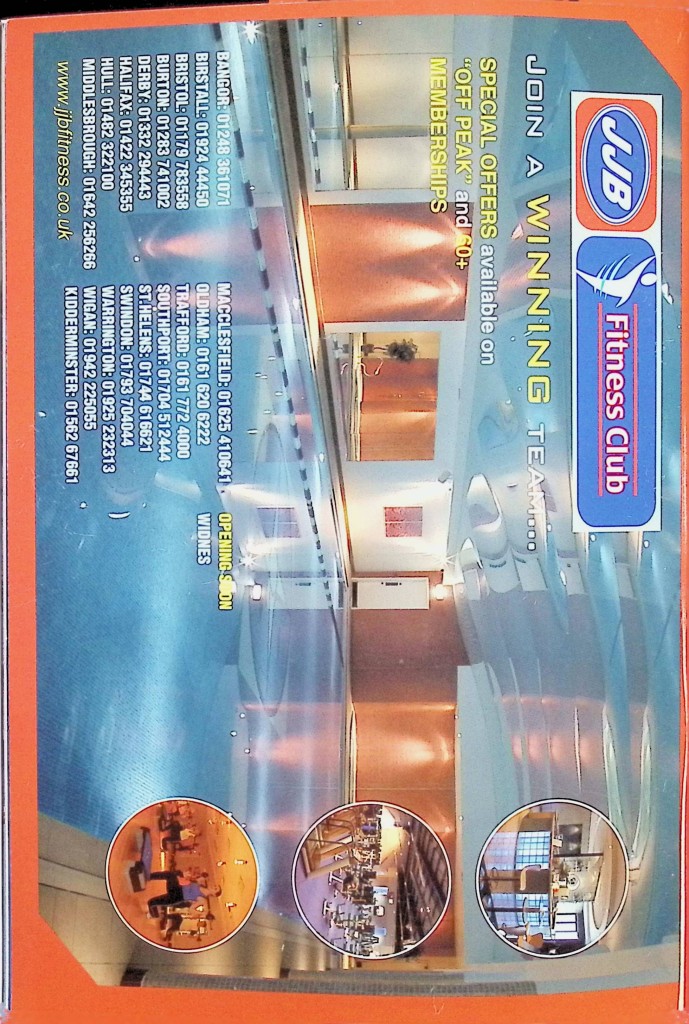 JJB Fitness Club
JOIN A WINNING TEAM....
SPECIAL OFFERS available on
"OFF PEAK" and 60+
MEMBERSHIPS
BANGOR: 01248 361071
BIRSTALL: 01924 44450
BRISTOL: 01179 783558
BURTON: 01283 741002
DERBY: 01332 294443
HALIFAX: 01422 345355
HULL: 01482 322100
MIDDLESBROUGH: 01642 256266
www.jjbfitness.co.uk
MACCLESFIELD: 01625 410641
OLDHAM: 0161 620 6222
TRAFFORD: 0161 772 4000
SOUTHPORT: 01704 512444
ST.HELENS: 01744 616621
SWINDON: 01793 704044
WARRINGTON: 01925 232313
WIGAN: 01942 225055
KIDDERMINSTER: 01562 67661
OPENING SOON
WIDNES